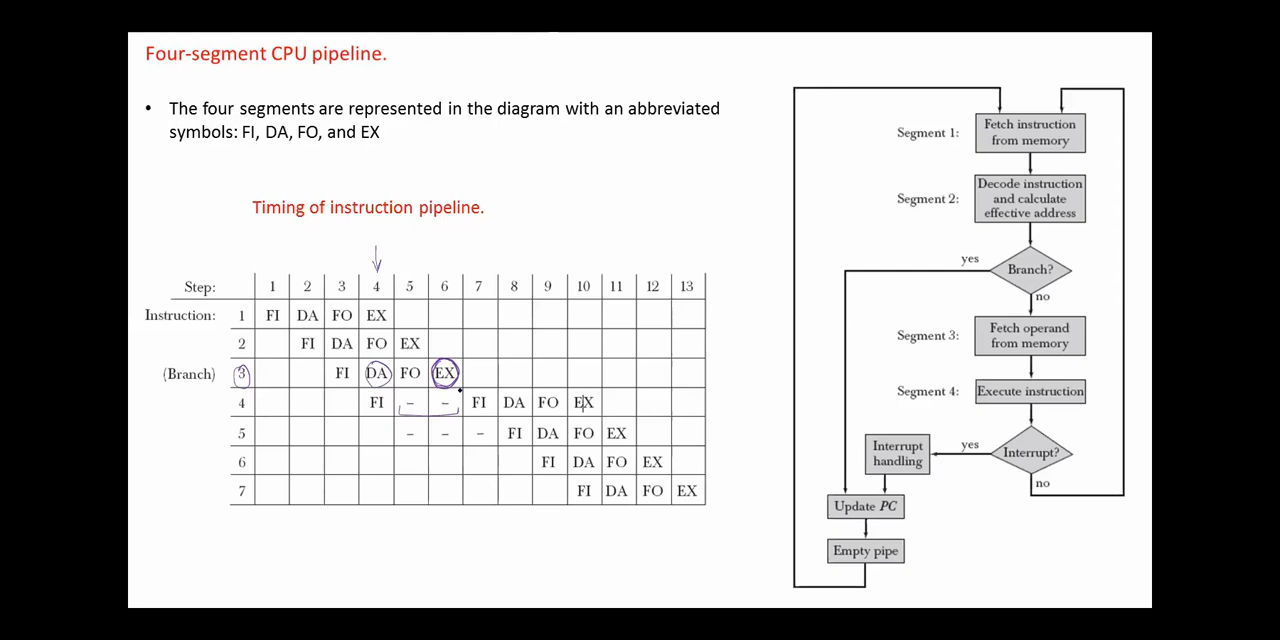 Four-segment CPU pipeline.
• The four segments are represented in the diagram with an abbreviated
symbols: FI, DA, FO, and EX
Timing of instruction pipeline.
Step: 1 2 3 4 5 6 7 8 9 10 11 12 13
Instruction: 1 FI DA FO EX
2 FI DA FO EX
(Branch) 3 FI DA FO EX
4 FI - - FI DA FO EX
5 - - - FI DA FO EX
6 FI DA FO EX
7 FI DA FO EX
Segment 1:
Fetch instruction
from memory
Segment 2:
Decode instruction
and calculate
effective address
yes
Branch?
no
Segment 3:
Fetch operand
from memory
Segment 4:
Execute instruction
Interrupt
handling
yes
Interrupt?
no
Update PC
Empty pipe